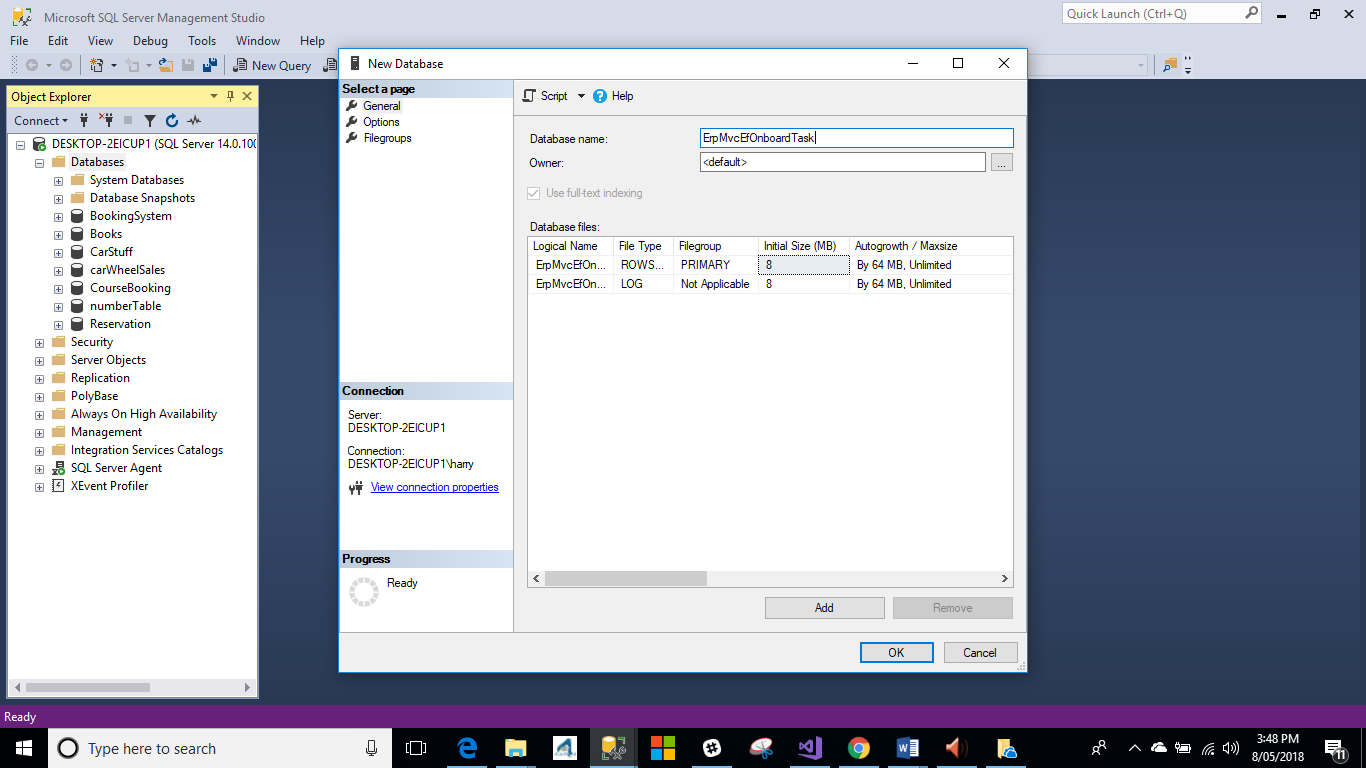 Microsoft SQL Server Management Studio
Quick Launch (Ctrl+Q)
File Edit View Debug Tools Window Help
New Query
Object Explorer
Connect
DESKTOP-2EICUP1 (SQL Server 14.0.100
Databases
System Databases
Database Snapshots
BookingSystem
Books
CarStuff
carWheelSales
CourseBooking
numberTable
Reservation
Security
Server Objects
Replication
PolyBase
Always On High Availability
Management
Integration Services Catalogs
SQL Server Agent
XEvent Profiler
New Database
Select a page
General
Options
Filegroups
Connection
Server:
DESKTOP-2EICUP1
Connection:
DESKTOP-2EICUP1\harry
View connection properties
Progress
Ready
Script Help
Database name: ErpMvcEfOnboardTask
Owner: <default> ...
Use full-text indexing
Database files:
Logical Name File Type Filegroup Initial Size (MB) Autogrowth / Maxsize
ErpMvcEfOn... ROWS... PRIMARY 8 By 64 MB, Unlimited
ErpMvcEfOn... LOG Not Applicable 8 By 64 MB, Unlimited
Add Remove
OK Cancel
Ready
Type here to search
3:48 PM
8/05/2018
11